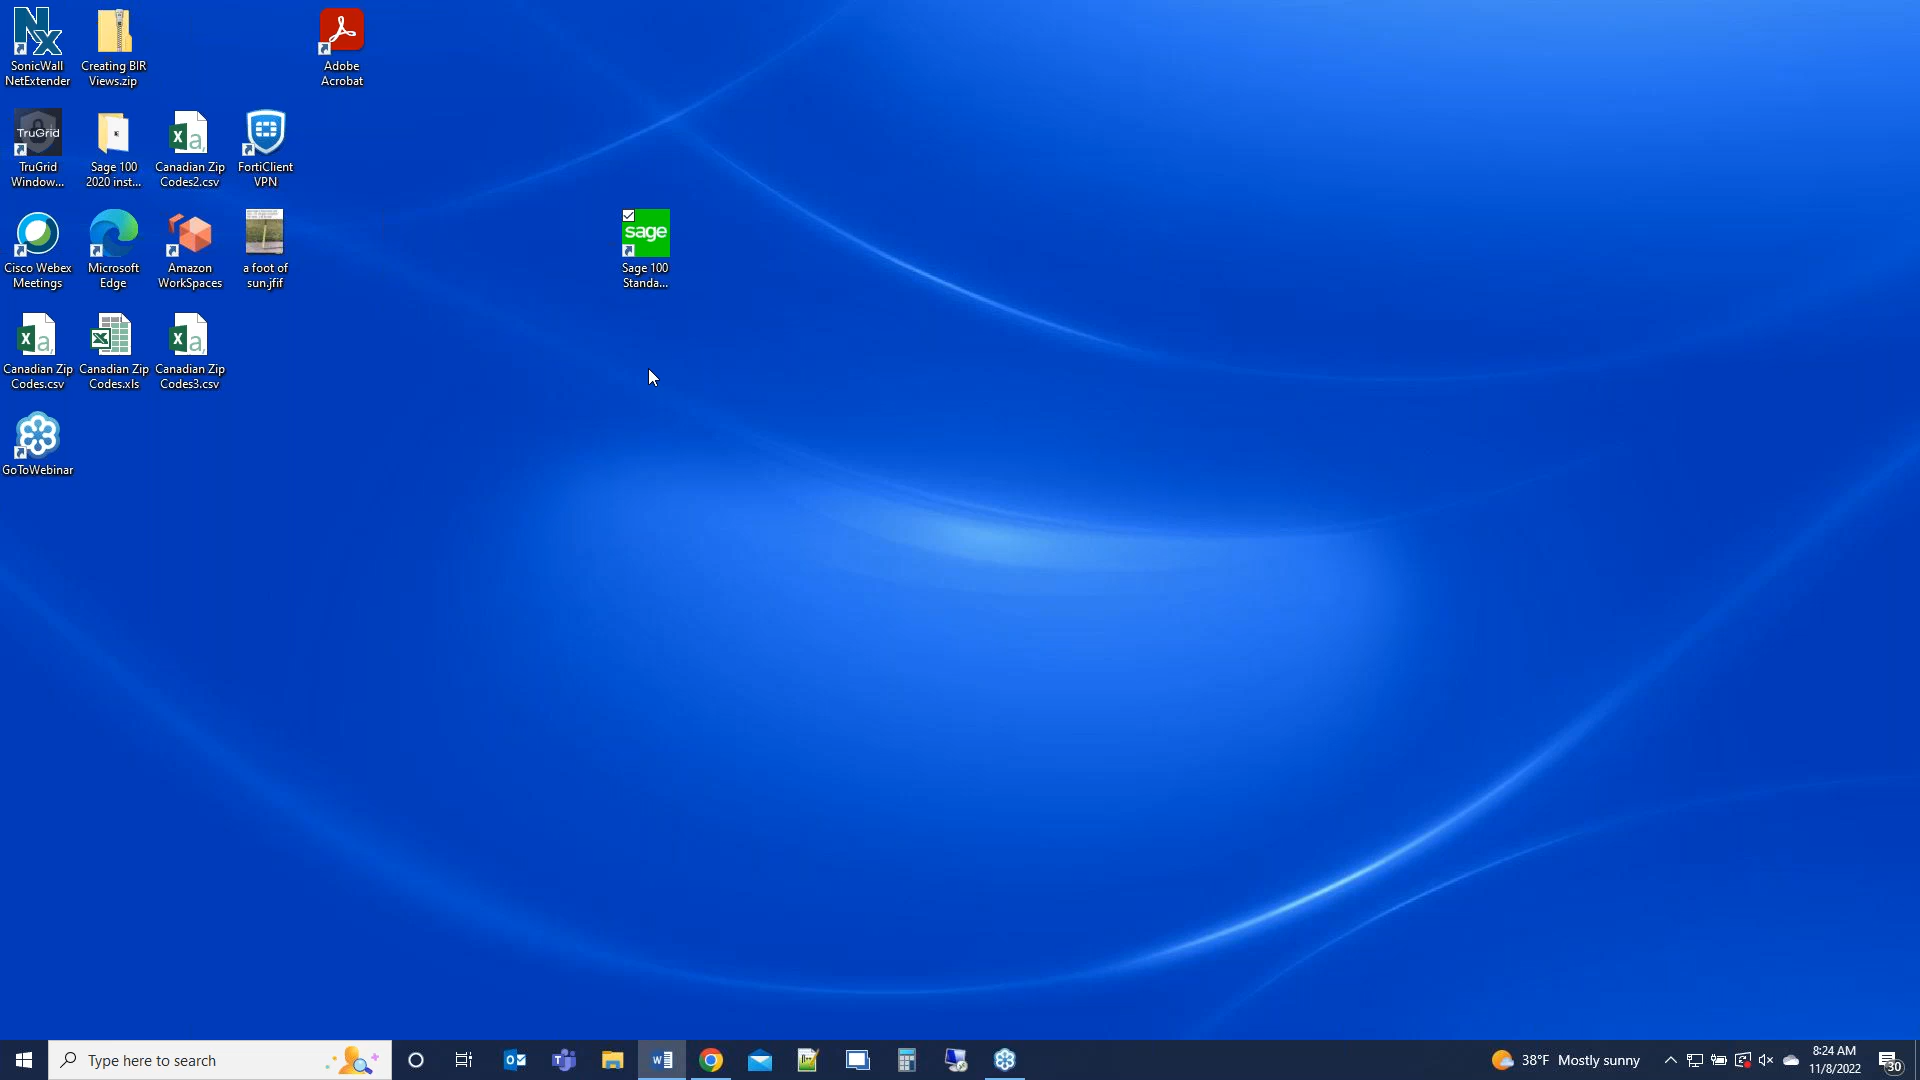 SonicWall
NetExtender
Creating BIR
Views.zip
Adobe
Acrobat
TruGrid
TruGrid
Window...
Sage 100
2020 inst...
Canadian Zip
Codes2.csv
FortiClient
VPN
Cisco Webex
Meetings
Microsoft
Edge
Amazon
WorkSpaces
a foot of
sun.jfif
sage
Sage 100
Standa...
Canadian Zip
Codes.csv
Canadian Zip
Codes.xls
Canadian Zip
Codes3.csv
GoToWebinar
Type here to search
38°F Mostly sunny
8:24 AM
11/8/2022
30